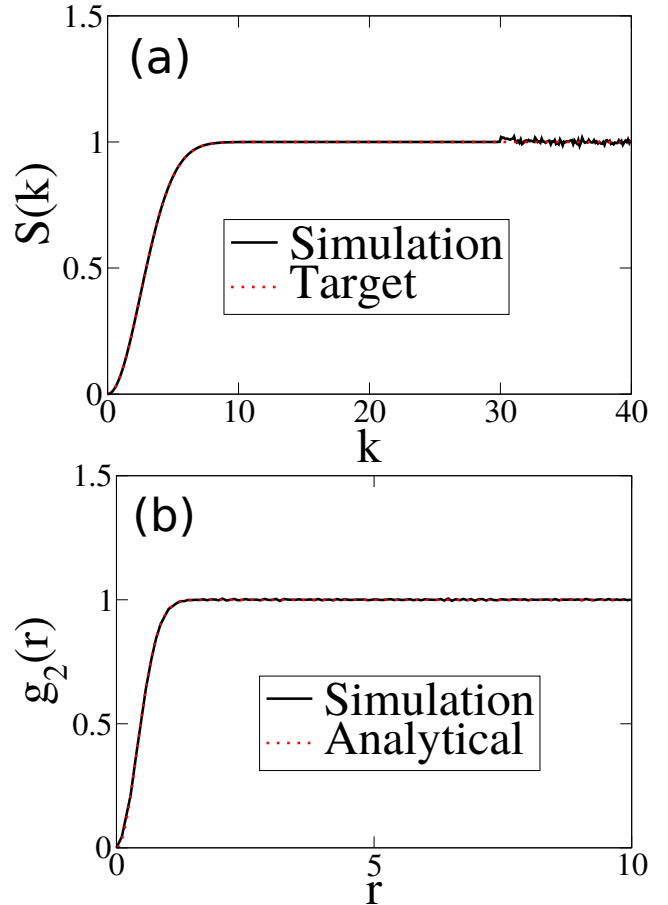 (a)
1.5
1
0.5
0
S(k)
Simulation
Target
0 10 20 30 40
k
(b)
1.5
1
0.5
0
g2(r)
Simulation
Analytical
0 5 10
r